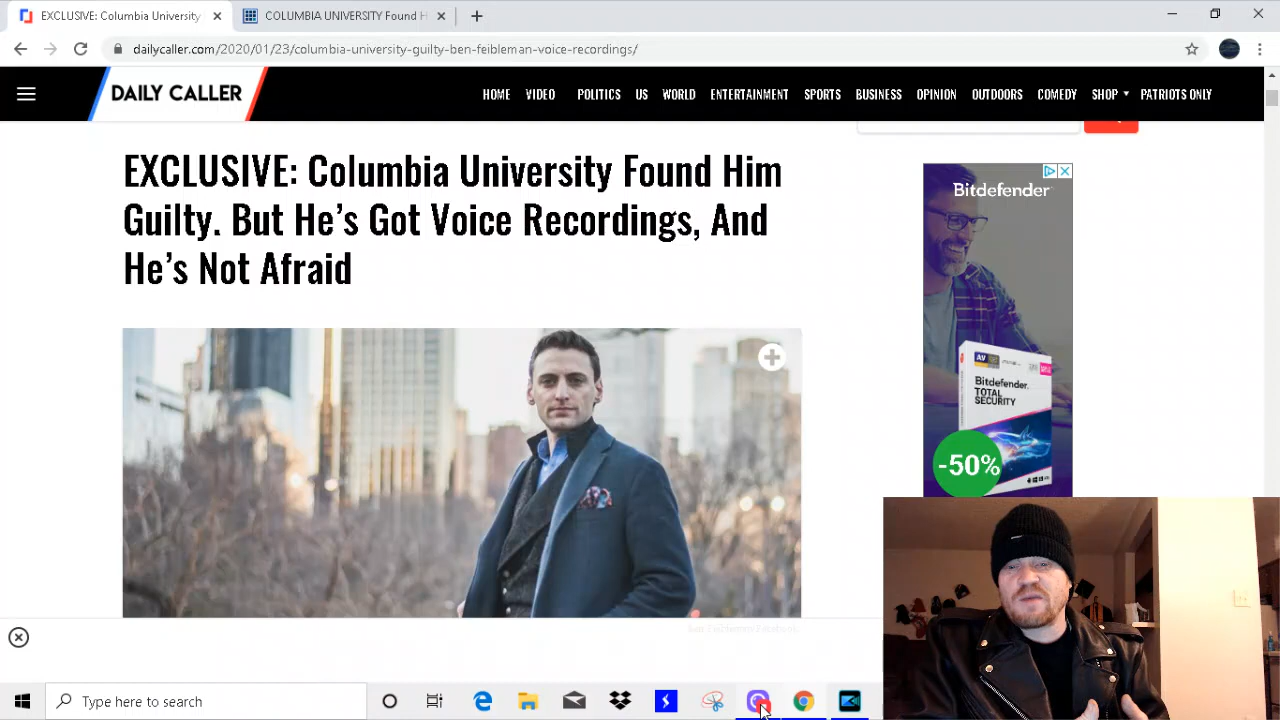 EXCLUSIVE: Columbia University
COLUMBIA UNIVERSITY Found H
dailycaller.com/2020/01/23/columbia-university-guilty-ben-feibleman-voice-recordings/
DAILY CALLER
HOME VIDEO POLITICS US WORLD ENTERTAINMENT SPORTS BUSINESS OPINION OUTDOORS COMEDY SHOP PATRIOTS ONLY
EXCLUSIVE: Columbia University Found Him
Guilty. But He's Got Voice Recordings, And
He's Not Afraid
Bitdefender
AV
Bitdefender
TOTAL
SECURITY
-50%
Type here to search